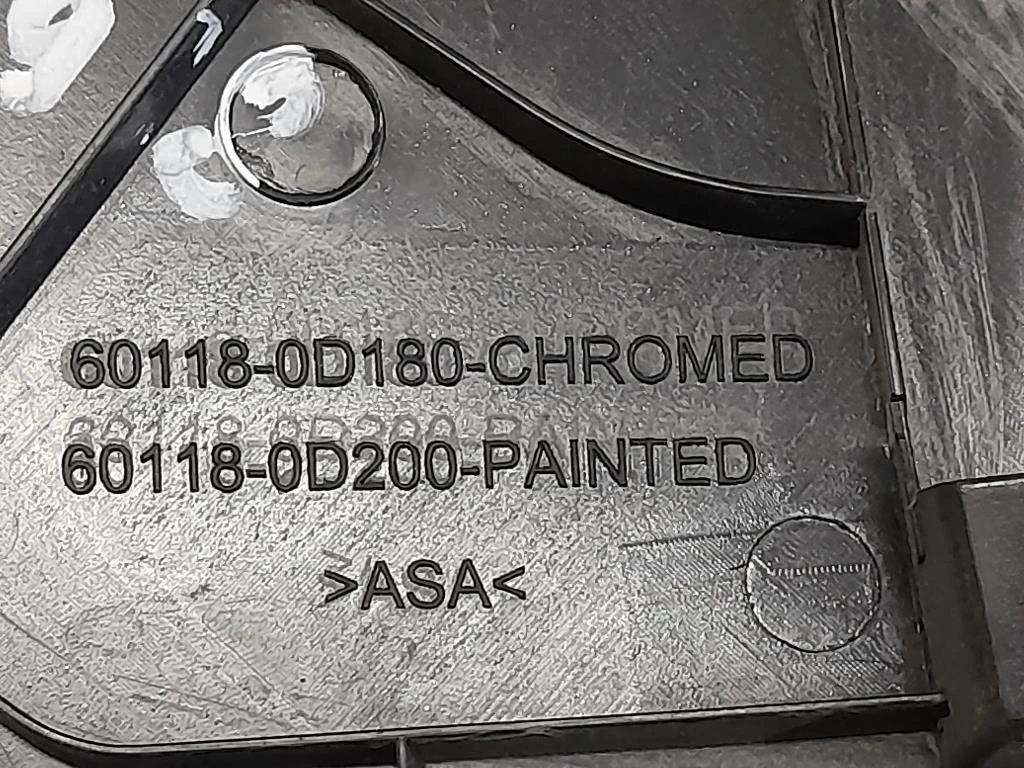 60118-0D180-CHROMED
60118-0D200-PAINTED
>ASA<